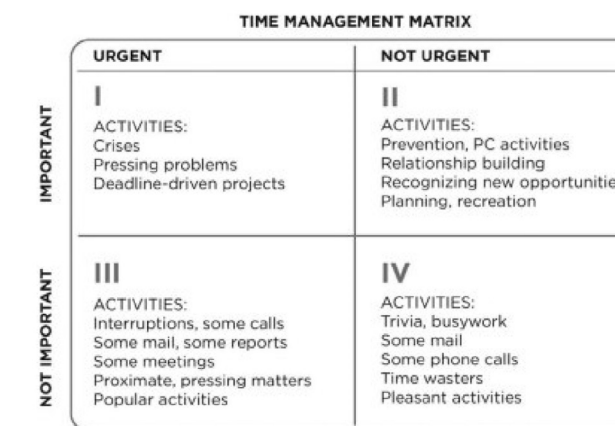 TIME MANAGEMENT MATRIX
URGENT
NOT URGENT
IMPORTANT
I
ACTIVITIES:
Crises
Pressing problems
Deadline-driven projects
II
ACTIVITIES:
Prevention, PC activities
Relationship building
Recognizing new opportunitie
Planning, recreation
NOT IMPORTANT
III
ACTIVITIES:
Interruptions, some calls
Some mail, some reports
Some meetings
Proximate, pressing matters
Popular activities
IV
ACTIVITIES:
Trivia, busywork
Some mail
Some phone calls
Time wasters
Pleasant activities